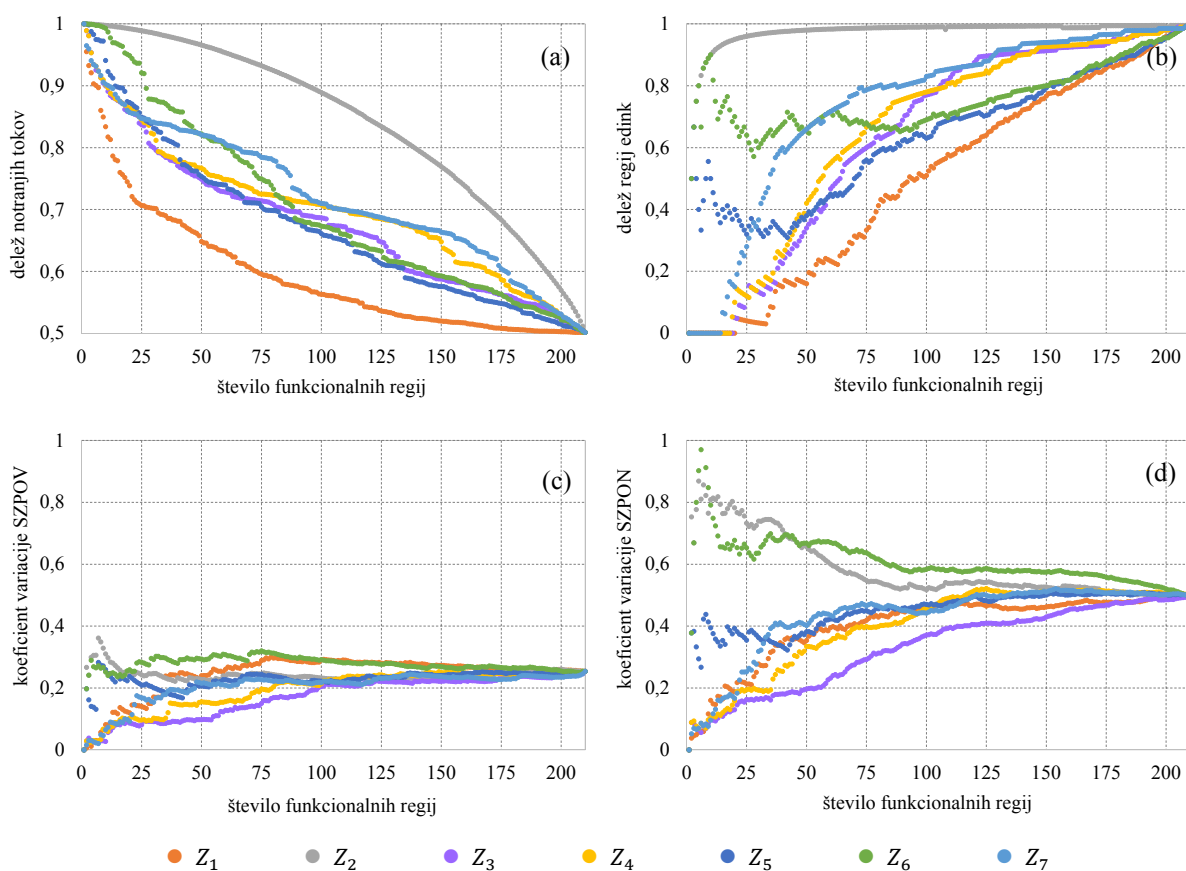 (a)
delež notranjih tokov
1
0,9
0,8
0,7
0,6
0,5
0 25 50 75 100 125 150 175 200
število funkcionalnih regij
(b)
delež regij edink
1
0,8
0,6
0,4
0,2
0
0 25 50 75 100 125 150 175 200
število funkcionalnih regij
(c)
koeficient variacije SZPOV
1
0,8
0,6
0,4
0,2
0
0 25 50 75 100 125 150 175 200
število funkcionalnih regij
(d)
koeficient variacije SZPON
1
0,8
0,6
0,4
0,2
0
0 25 50 75 100 125 150 175 200
število funkcionalnih regij
Z₁ Z₂ Z₃ Z₄ Z₅ Z₆ Z₇